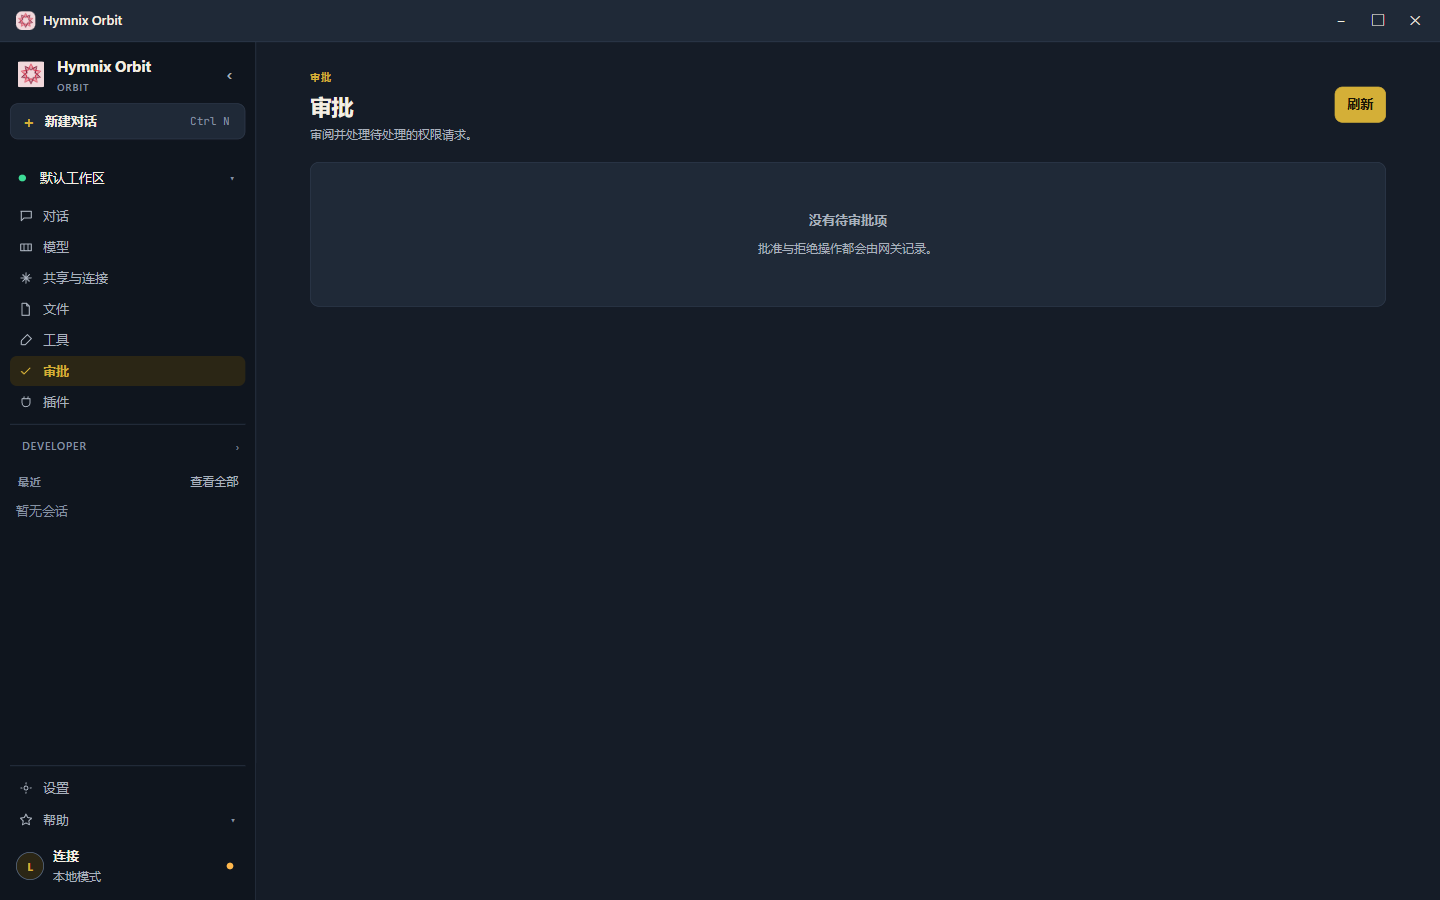 Hymnix Orbit
Hymnix Orbit
ORBIT
+ 新建对话 Ctrl N
默认工作区
对话
模型
共享与连接
文件
工具
审批
插件
DEVELOPER
最近 查看全部
暂无会话
设置
帮助
L
连接
本地模式
审批
审批
审阅并处理待处理的权限请求。
刷新
没有待审批项
批准与拒绝操作都会由网关记录。